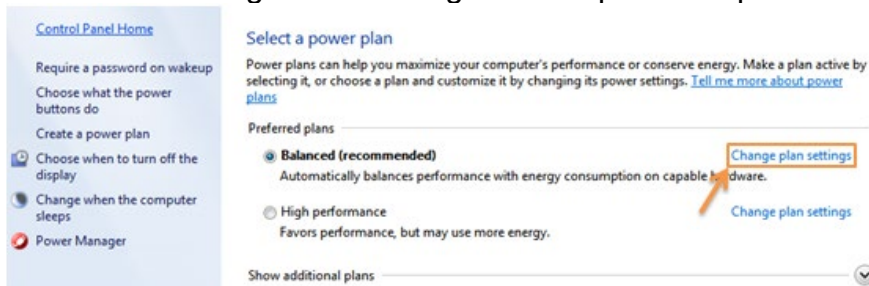 Control Panel Home
Require a password on wakeup
Choose what the power
buttons do
Create a power plan
Choose when to turn off the
display
Change when the computer
sleeps
Power Manager
Select a power plan
Power plans can help you maximize your computer's performance or conserve energy. Make a plan active by
selecting it, or choose a plan and customize it by changing its power settings. Tell me more about power
plans
Preferred plans
Balanced (recommended) Change plan settings
Automatically balances performance with energy consumption on capable
High performance Change plan settings
Favors performance, but may use more energy.
Show additional plans